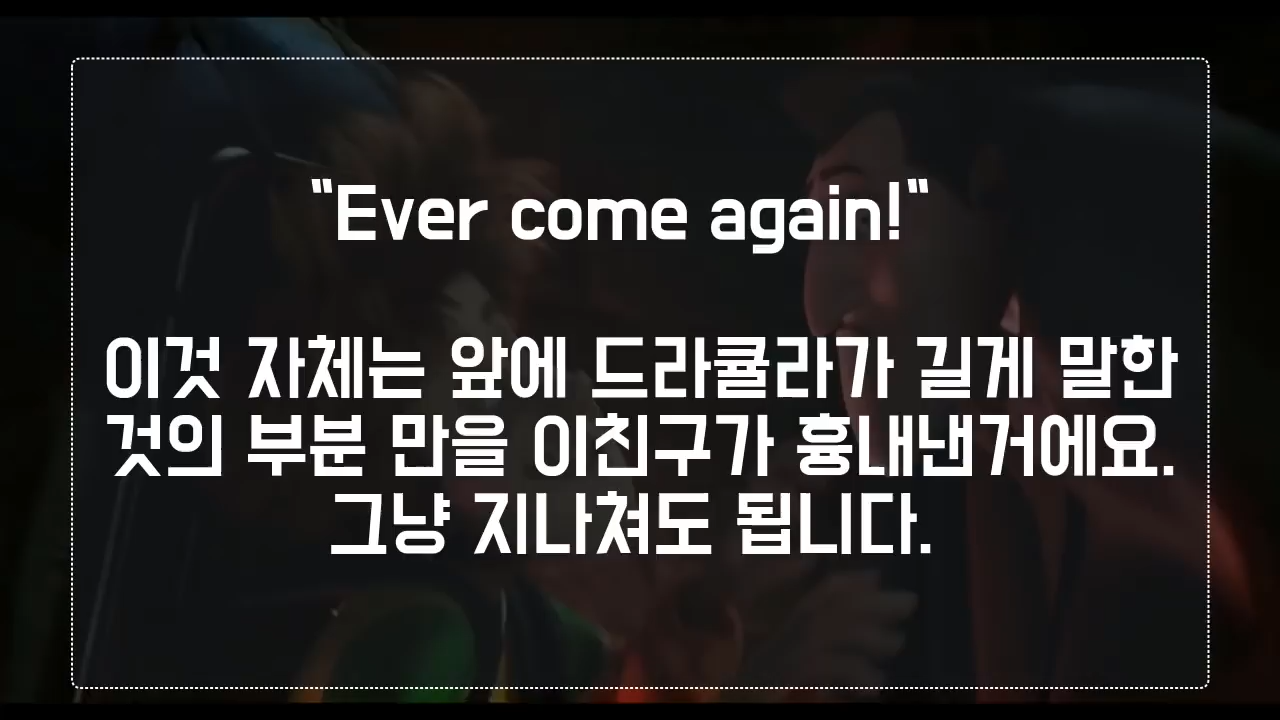 "Ever come again!"
이것 자체는 앞에 드라큘라가 길게 말한
것의 부분 만을 이친구가 흉내낸거에요.
그냥 지나쳐도 됩니다.